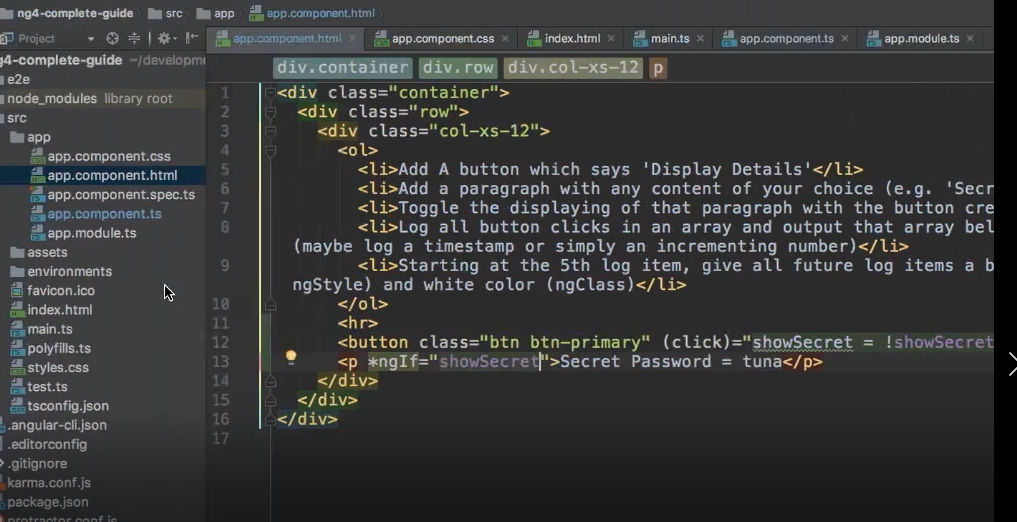 ng4-complete-guide src app app.component.html
Project
app.component.html app.component.css index.html main.ts app.component.ts app.module.ts
g4-complete-guide ~/developme
e2e
node_modules library root
src
app
app.component.css
app.component.html
app.component.spec.ts
app.component.ts
app.module.ts
assets
environments
favicon.ico
index.html
main.ts
polyfills.ts
styles.css
test.ts
tsconfig.json
.angular-cli.json
.editorconfig
.gitignore
karma.conf.js
package.json
protractor.conf.js
div.container div.row div.col-xs-12 p
1 <div class="container">
2 <div class="row">
3 <div class="col-xs-12">
4 <ol>
5 <li>Add A button which says 'Display Details'</li>
6 <li>Add a paragraph with any content of your choice (e.g. 'Secr
7 <li>Toggle the displaying of that paragraph with the button cre
8 <li>Log all button clicks in an array and output that array bel
(maybe log a timestamp or simply an incrementing number)</li>
9 <li>Starting at the 5th log item, give all future log items a b
ngStyle) and white color (ngClass)</li>
10 </ol>
11 <hr>
12 <button class="btn btn-primary" (click)="showSecret = !showSecret
13 <p *ngIf="showSecret">Secret Password = tuna</p>
14 </div>
15 </div>
16 </div>
17